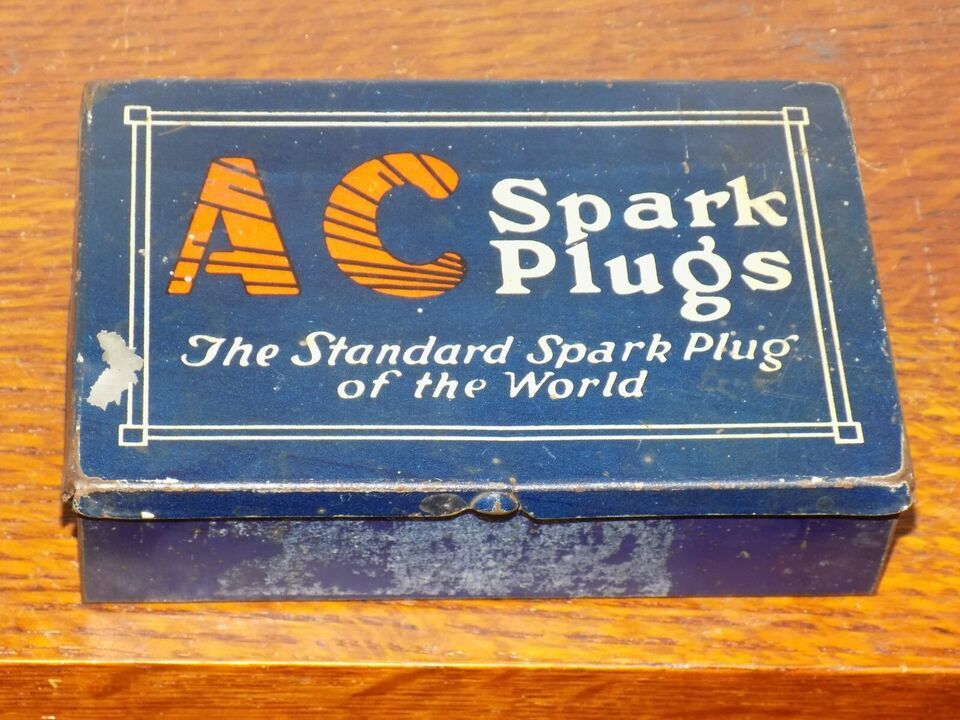 AC Spark
Plugs
The Standard Spark Plug
of the World